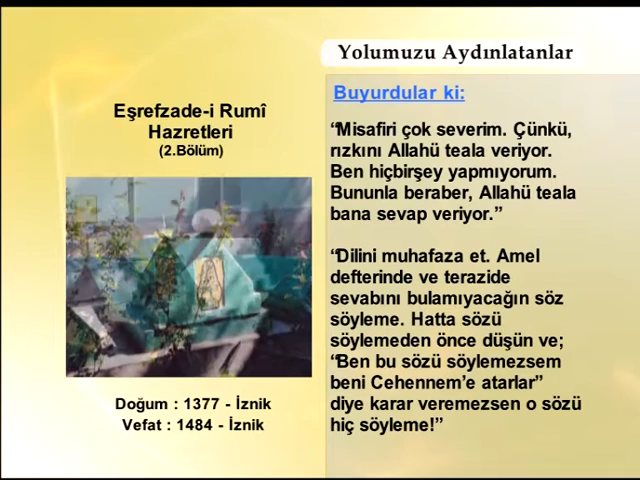 Yolumuzu Aydınlatanlar
Eşrefzade-i Rumî
Hazretleri
(2.Bölüm)
Doğum : 1377 - İznik
Vefat : 1484 - İznik
Buyurdular ki:
“Misafiri çok severim. Çünkü,
rızkını Allahü teala veriyor.
Ben hiçbirşey yapmıyorum.
Bununla beraber, Allahü teala
bana sevap veriyor.”
“Dilini muhafaza et. Amel
defterinde ve terazide
sevabını bulamıyacağın söz
söyleme. Hatta sözü
söylemeden önce düşün ve;
“Ben bu sözü söylemezsem
beni Cehennem’e atarlar”
diye karar veremezsen o sözü
hiç söyleme!”